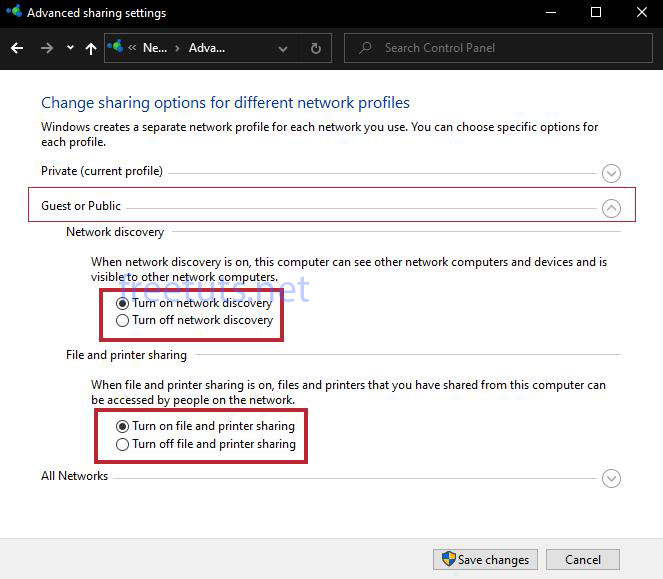 Advanced sharing settings
« Ne... › Adva...
Search Control Panel
Change sharing options for different network profiles
Windows creates a separate network profile for each network you use. You can choose specific options for
each profile.
Private (current profile)
Guest or Public
Network discovery
When network discovery is on, this computer can see other network computers and devices and is
visible to other network computers.
freetuts.net
Turn on network discovery
Turn off network discovery
File and printer sharing
When file and printer sharing is on, files and printers that you have shared from this computer can
be accessed by people on the network.
Turn on file and printer sharing
Turn off file and printer sharing
All Networks
Save changes
Cancel